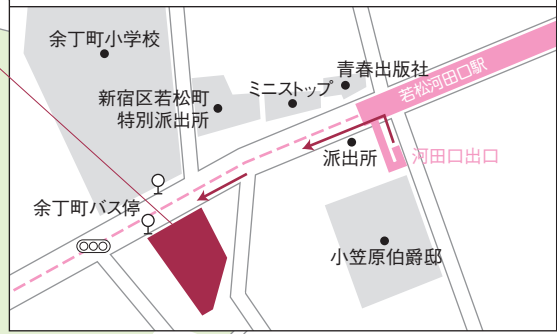 余丁町小学校
青春出版社
若松河田口駅
ミニストップ
新宿区若松町
特別派出所
派出所
河田口出口
余丁町バス停
小笠原伯爵邸